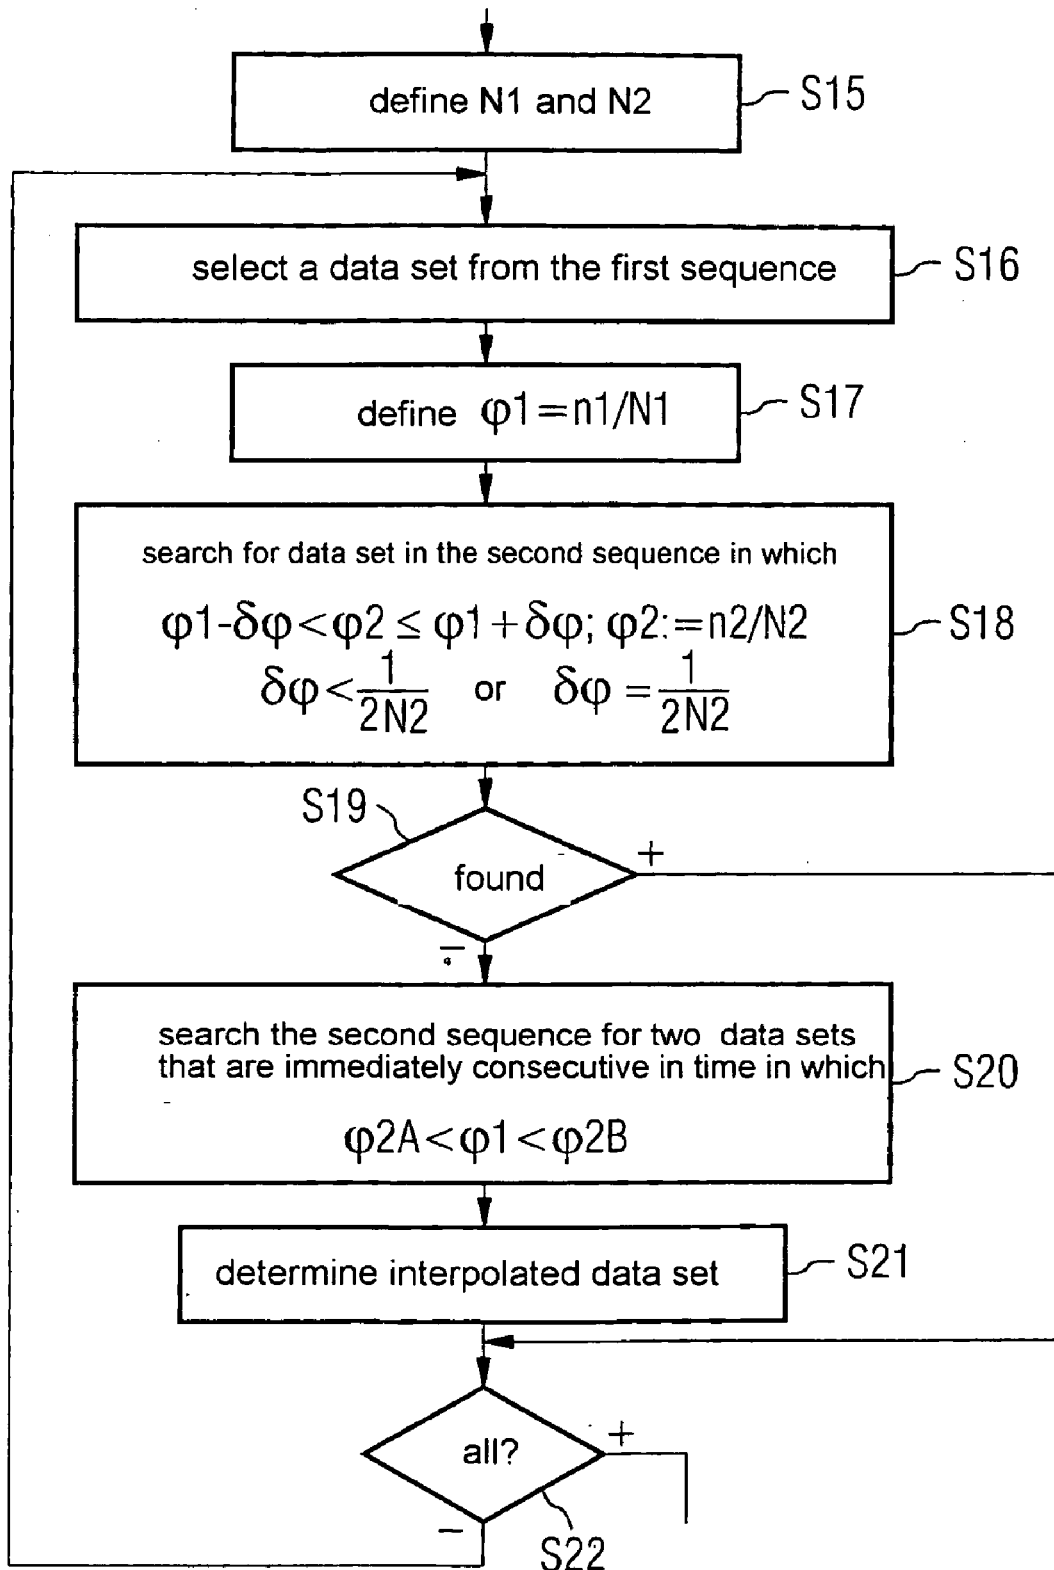 define N1 and N2
S15
select a data set from the first sequence
S16
define φ1=n1/N1
S17
search for data set in the second sequence in which
φ1-δφ<φ2≤φ1+δφ; φ2:=n2/N2
δφ<1/2N2 or δφ=1/2N2
S18
S19
found
+
–
search the second sequence for two data sets
that are immediately consecutive in time in which
φ2A<φ1<φ2B
S20
determine interpolated data set
S21
all?
+
–
S22